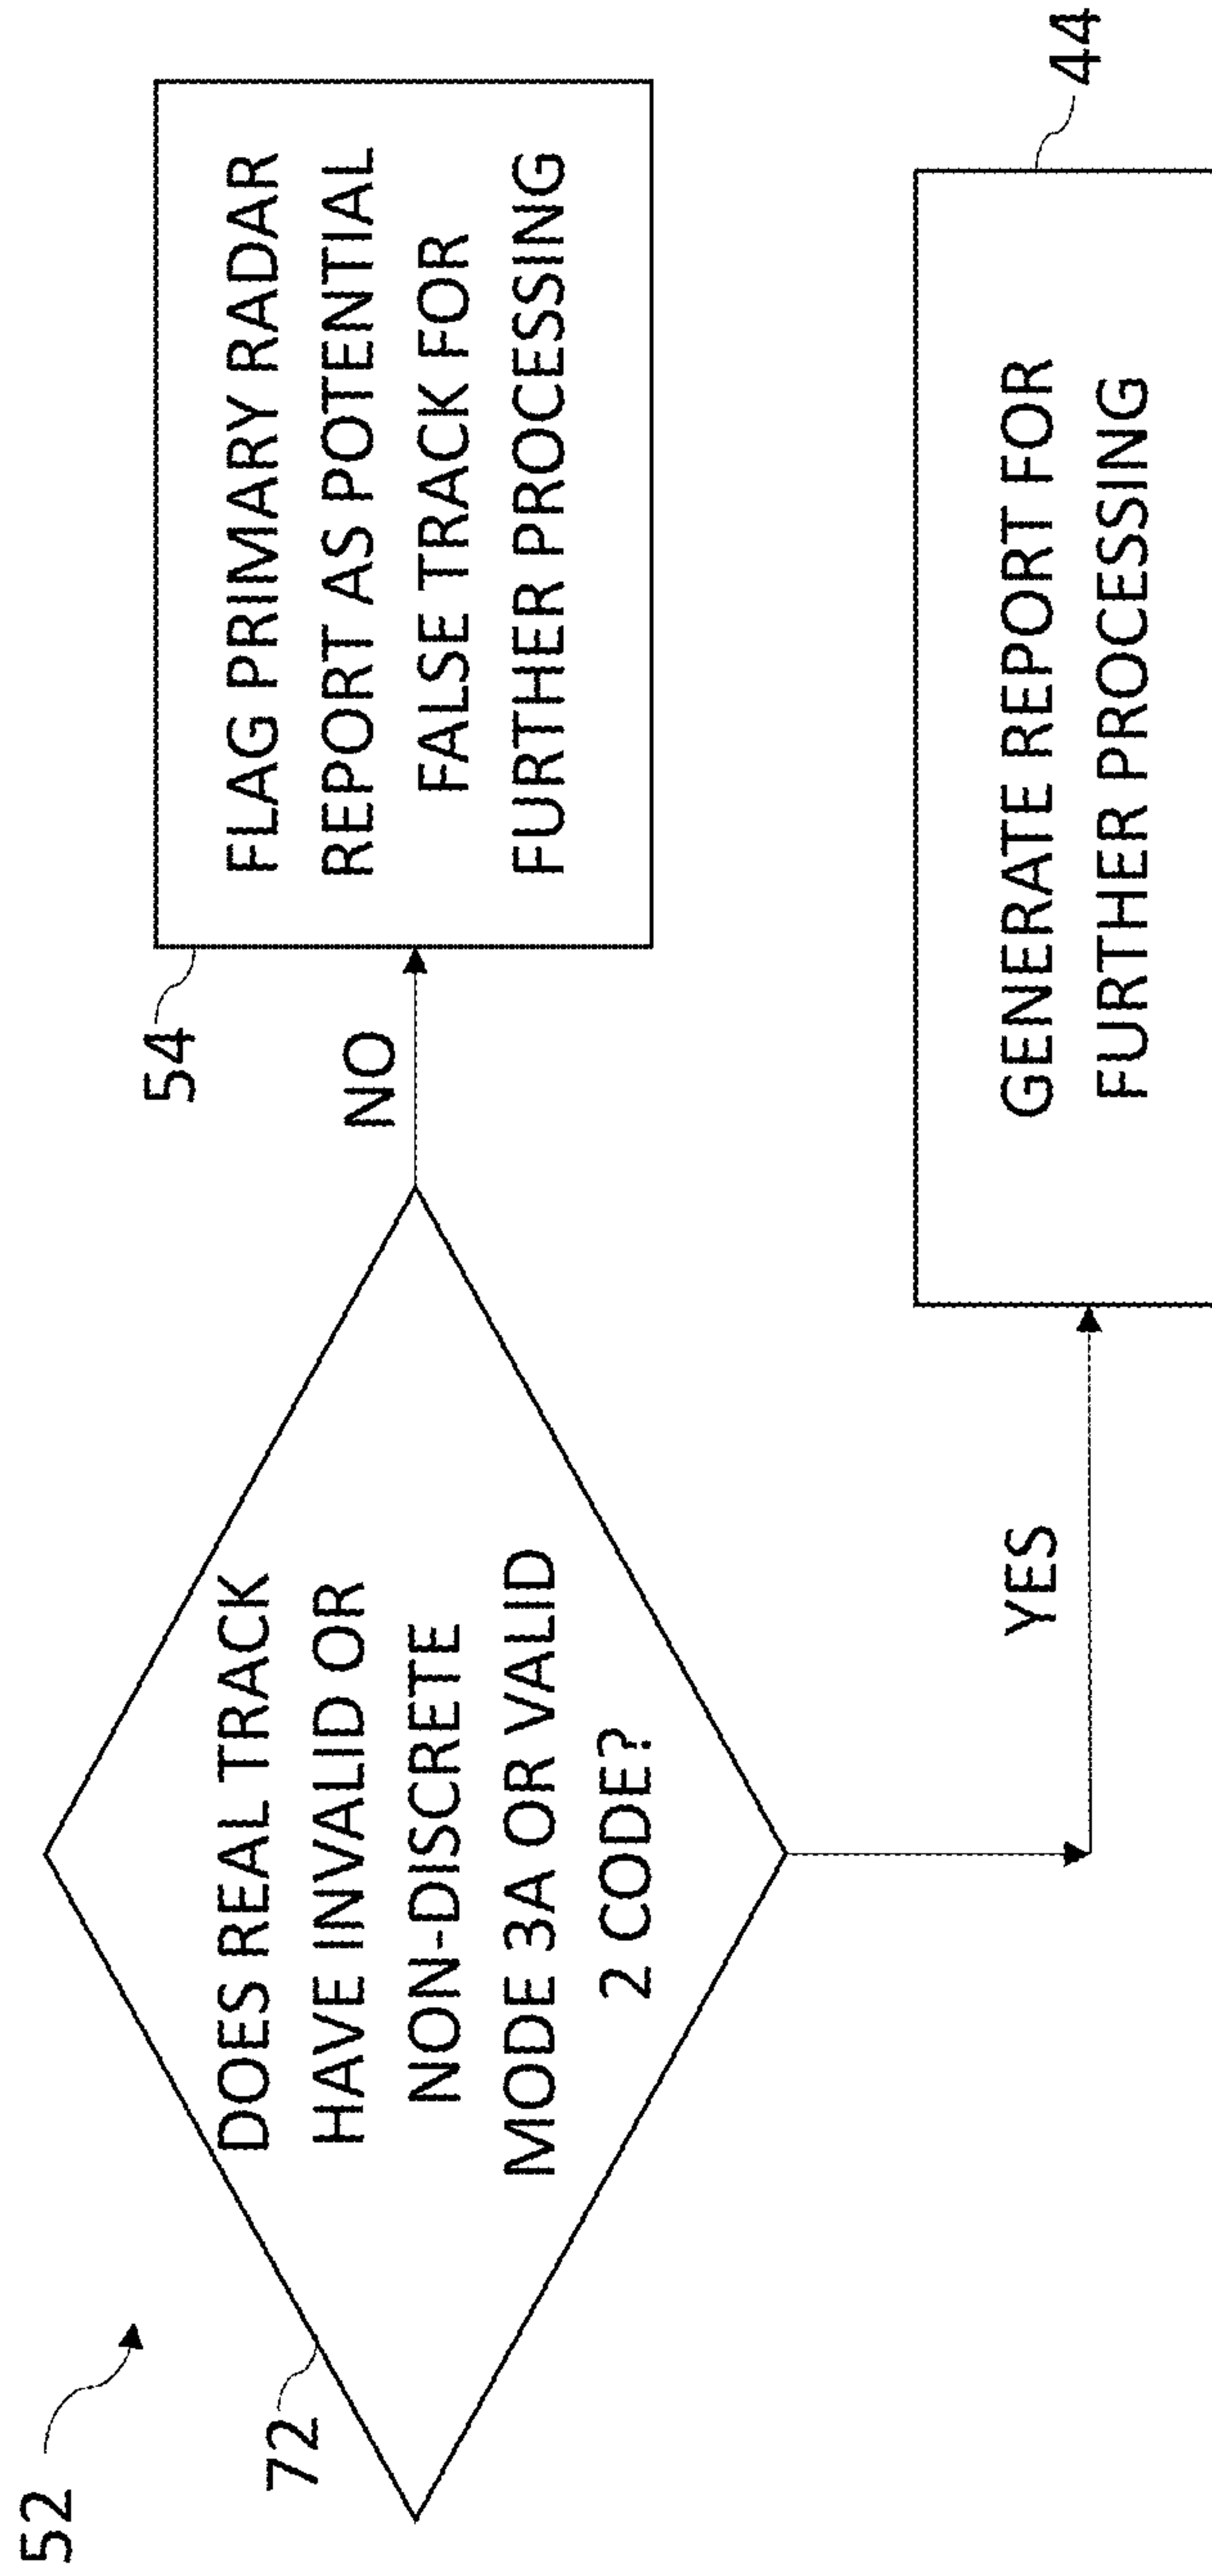 52
72
DOES REAL TRACK
HAVE INVALID OR
NON-DISCRETE
MODE 3A OR VALID
2 CODE?
NO
54
FLAG PRIMARY RADAR
REPORT AS POTENTIAL
FALSE TRACK FOR
FURTHER PROCESSING
YES
GENERATE REPORT FOR
FURTHER PROCESSING
44